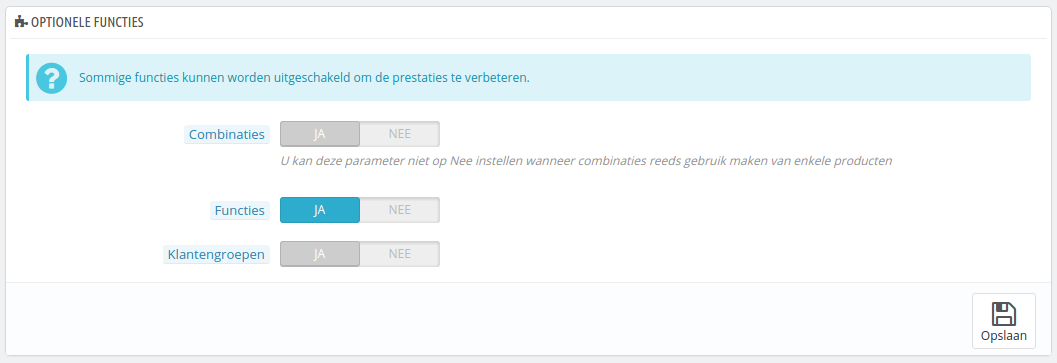 OPTIONELE FUNCTIES
Sommige functies kunnen worden uitgeschakeld om de prestaties te verbeteren.
Combinaties JA NEE
U kan deze parameter niet op Nee instellen wanneer combinaties reeds gebruik maken van enkele producten
Functies JA NEE
Klantengroepen JA NEE
Opslaan